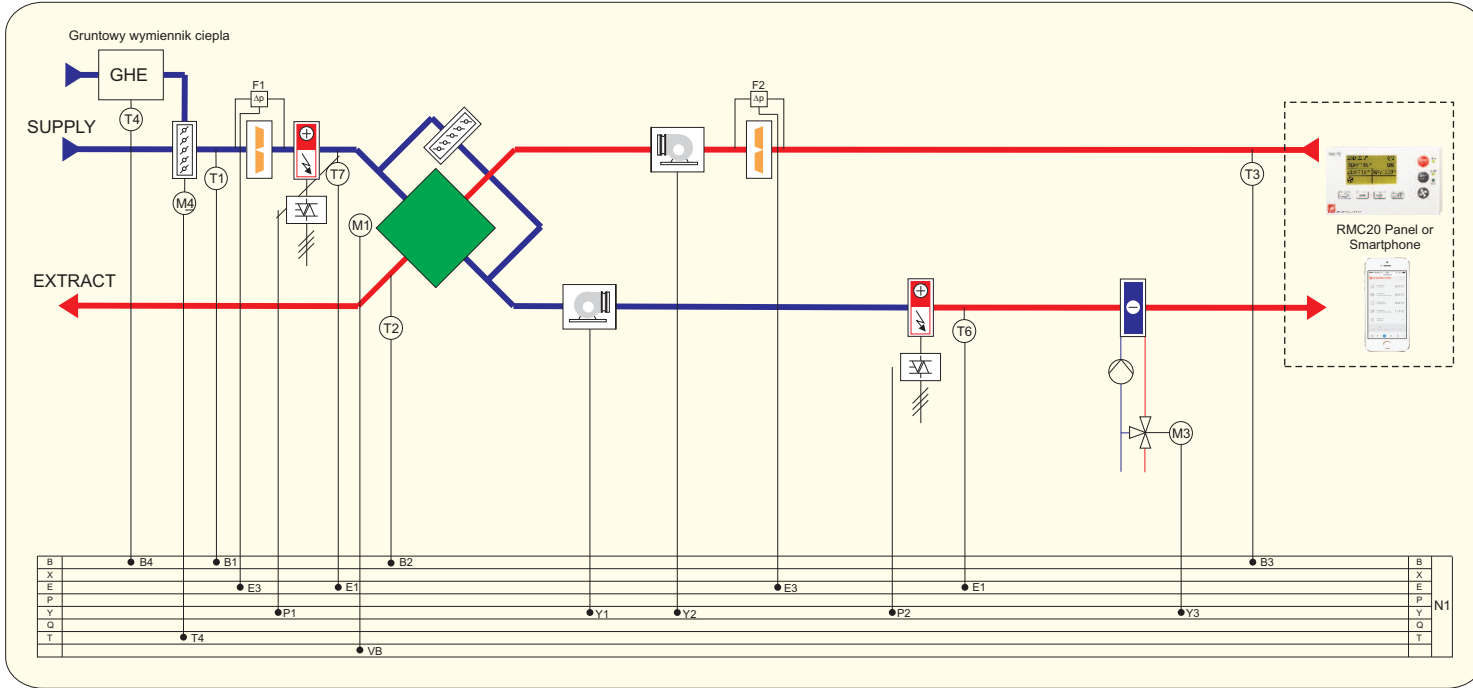 Gruntowy wymiennik ciepla
GHE
F1
Δp
F2
Δp
T4
SUPPLY
T1
T7
T3
M4
M1
RMC20 Panel or
Smartphone
EXTRACT
T2
T6
M3
B B4 B1 B2 B3 B
X X
E E3 E1 E3 E1 E
P P
Y P1 Y1 Y2 P2 Y3 Y
N1
Q Q
T T4 T
VB